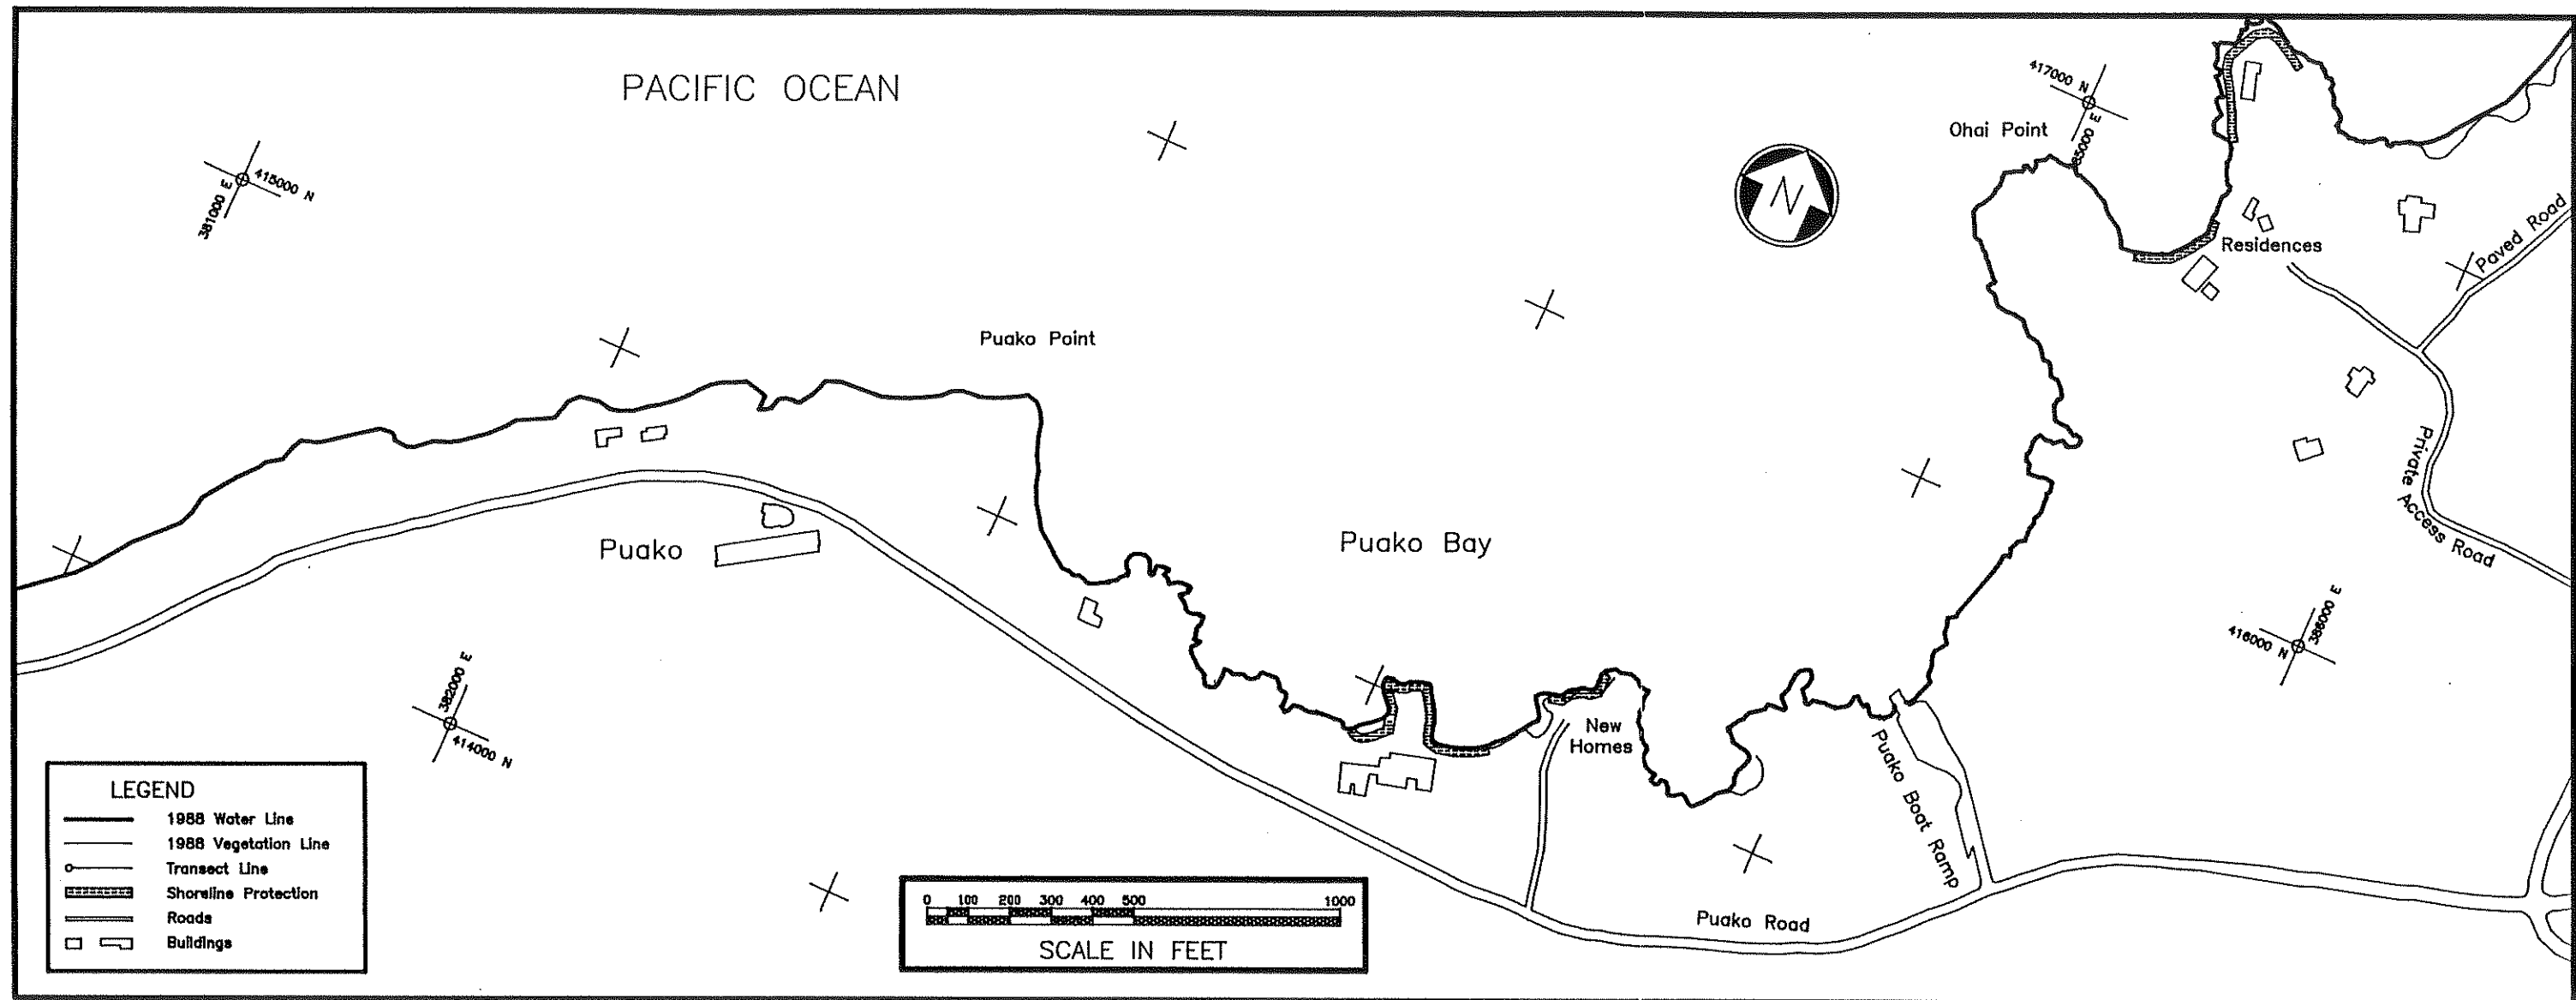 PACIFIC OCEAN
417000 N
Ohai Point
85000 E
415000 N
381000 E
N
Paved Road
Residences
Puako Point
Private Access Road
Puako
Puako Bay
386000 E
416000 N
382000 E
414000 N
New
Homes
Puako Boat Ramp
Puako Road
LEGEND
1988 Water Line
1988 Vegetation Line
Transect Line
Shoreline Protection
Roads
Buildings
0 100 200 300 400 500 1000
SCALE IN FEET